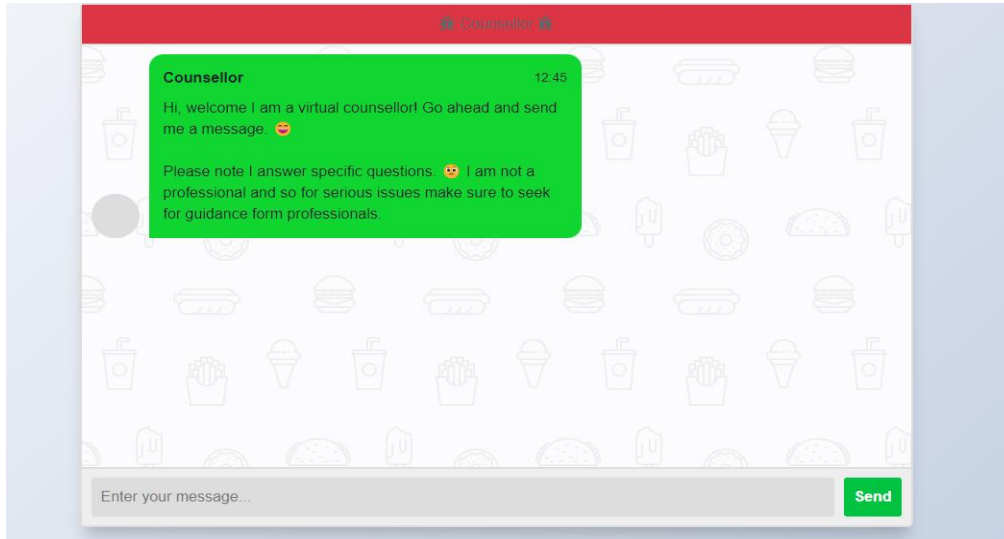 Counsellor
Counsellor 12:45
Hi, welcome I am a virtual counsellor! Go ahead and send
me a message. 😄
Please note I answer specific questions. 🥺 I am not a
professional and so for serious issues make sure to seek
for guidance form professionals.
Enter your message...
Send